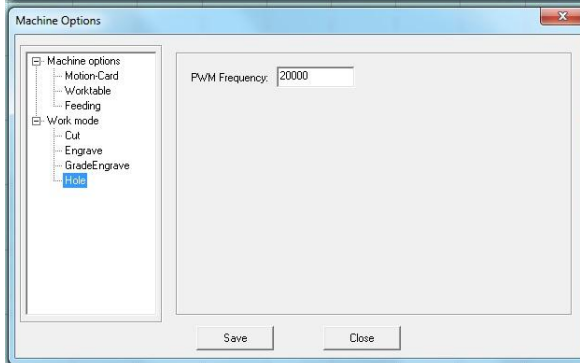 Machine Options
Machine options
Motion-Card
Worktable
Feeding
Work mode
Cut
Engrave
GradeEngrave
Hole
PWM Frequency: 20000
Save Close